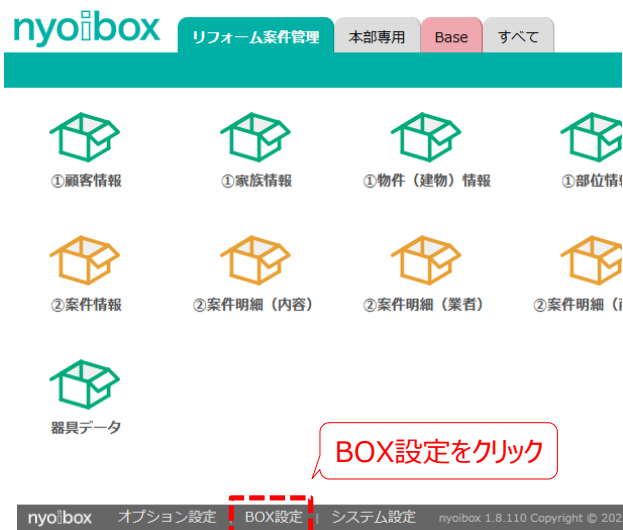 nyoibox リフォーム案件管理 本部専用 Base すべて
①顧客情報 ①家族情報 ①物件（建物）情報 ①部位情
②案件情報 ②案件明細（内容） ②案件明細（業者） ②案件明細（
器具データ
BOX設定をクリック
nyoibox オプション設定 | BOX設定 | システム設定 nyoibox 1.8.110 Copyright © 202